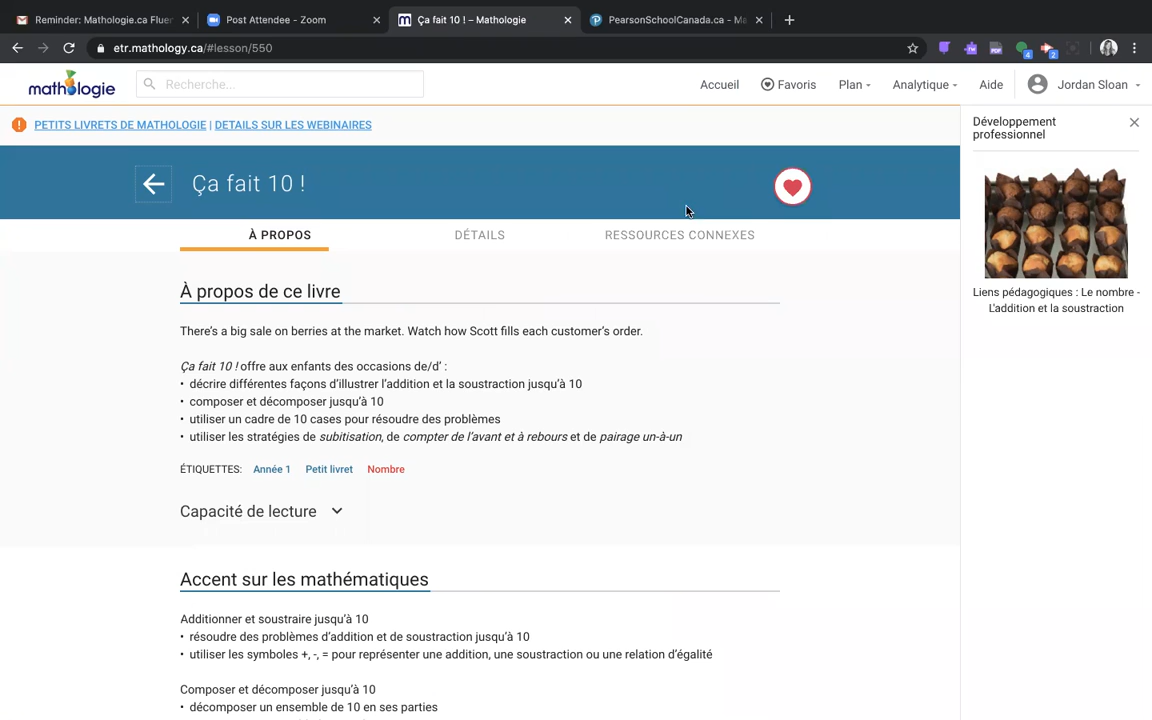 Reminder: Mathologie.ca Fluer
Post Attendee - Zoom
Ça fait 10 ! – Mathologie
PearsonSchoolCanada.ca - Ma
etr.mathology.ca/#lesson/550
mathologie
Recherche...
Accueil
Favoris
Plan
Analytique
Aide
Jordan Sloan
PETITS LIVRETS DE MATHOLOGIE | DETAILS SUR LES WEBINAIRES
Ça fait 10 !
À PROPOS
DÉTAILS
RESSOURCES CONNEXES
À propos de ce livre
There's a big sale on berries at the market. Watch how Scott fills each customer's order.
Ça fait 10 ! offre aux enfants des occasions de/d' :
• décrire différentes façons d'illustrer l'addition et la soustraction jusqu'à 10
• composer et décomposer jusqu'à 10
• utiliser un cadre de 10 cases pour résoudre des problèmes
• utiliser les stratégies de subitisation, de compter de l'avant et à rebours et de pairage un-à-un
ÉTIQUETTES: Année 1 Petit livret Nombre
Capacité de lecture
Accent sur les mathématiques
Additionner et soustraire jusqu'à 10
• résoudre des problèmes d'addition et de soustraction jusqu'à 10
• utiliser les symboles +, -, = pour représenter une addition, une soustraction ou une relation d'égalité
Composer et décomposer jusqu'à 10
• décomposer un ensemble de 10 en ses parties
Développement
professionnel
Liens pédagogiques : Le nombre -
L'addition et la soustraction